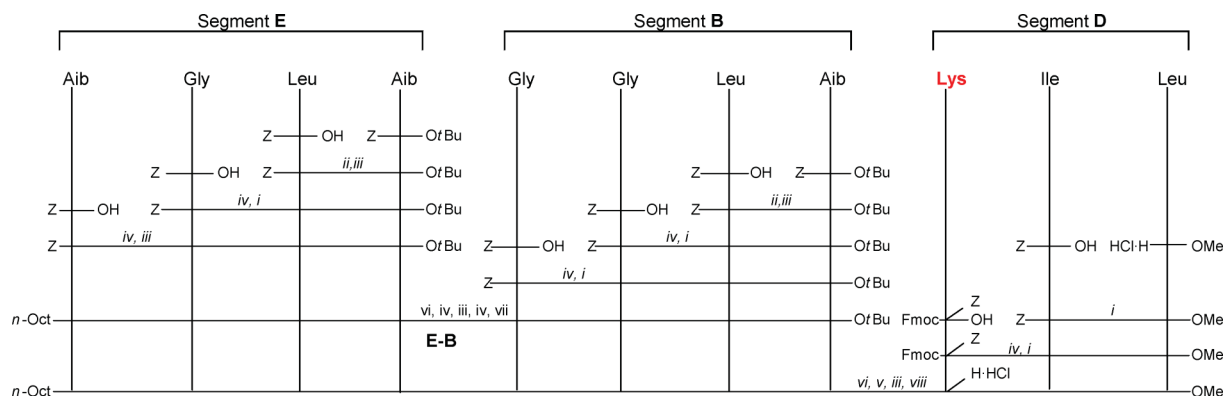 Segment E Segment B Segment D
Aib Gly Leu Aib Gly Gly Leu Aib Lys Ile Leu
Z OH Z OtBu
Z OH Z ii,iii OtBu Z OH Z OtBu
Z OH Z iv, i OtBu Z OH Z ii,iii OtBu
Z iv, iii OtBu Z OH Z iv, i OtBu Z OH HCl·H OMe
Z iv, i OtBu
n-Oct vi, iv, iii, iv, vii OtBu Fmoc Z OH Z i OMe
E-B
Fmoc Z iv, i OMe
n-Oct vi, v, iii, viii H·HCl OMe